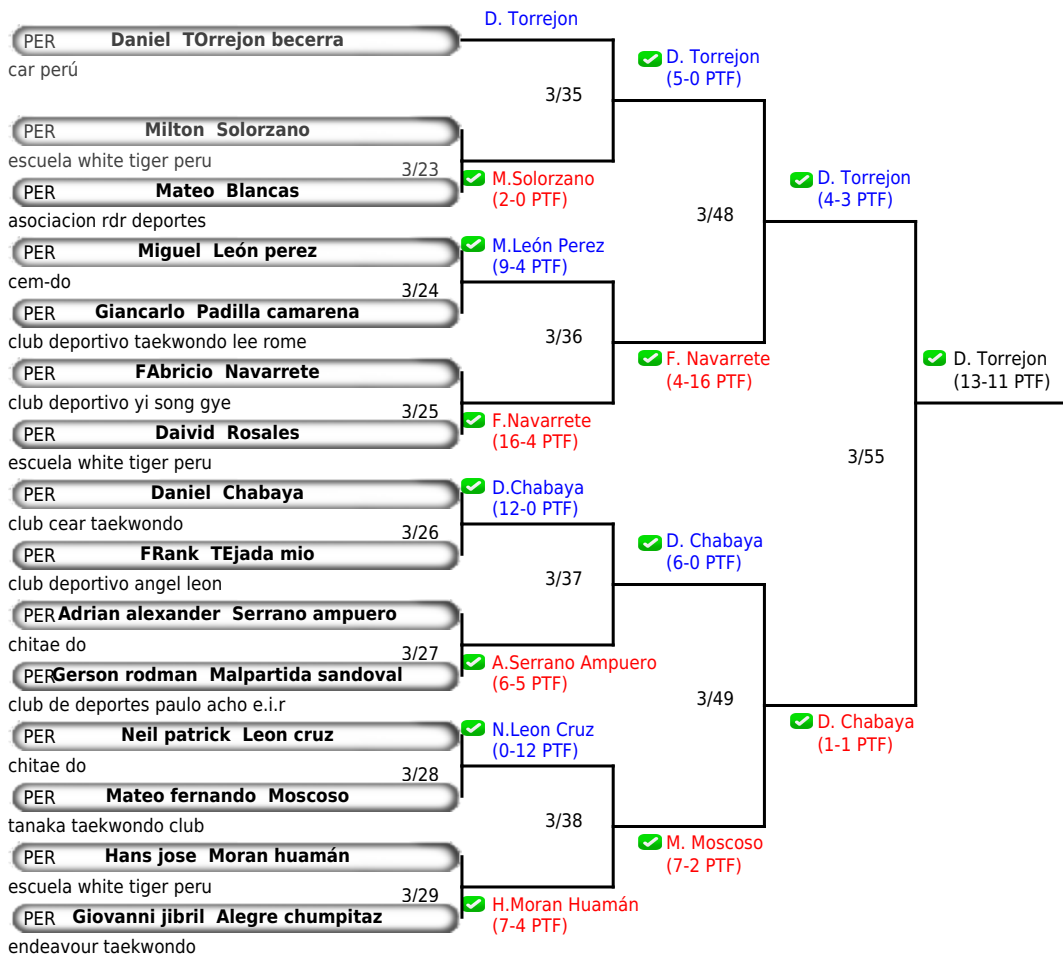 D. Torrejon
PER Daniel TOrrejon becerra
car perú
D. Torrejon
(5-0 PTF)
3/35
PER Milton Solorzano
escuela white tiger peru
3/23
PER Mateo Blancas
asociacion rdr deportes
M.Solorzano
(2-0 PTF)
D. Torrejon
(4-3 PTF)
3/48
PER Miguel León perez
cem-do
M.León Perez
(9-4 PTF)
3/24
PER Giancarlo Padilla camarena
club deportivo taekwondo lee rome
3/36
PER FAbricio Navarrete
club deportivo yi song gye
F. Navarrete
(4-16 PTF)
D. Torrejon
(13-11 PTF)
3/25
PER Daivid Rosales
escuela white tiger peru
F.Navarrete
(16-4 PTF)
3/55
PER Daniel Chabaya
club cear taekwondo
D.Chabaya
(12-0 PTF)
3/26
PER FRank TEjada mio
club deportivo angel leon
D. Chabaya
(6-0 PTF)
3/37
PER Adrian alexander Serrano ampuero
chitae do
3/27
PER Gerson rodman Malpartida sandoval
club de deportes paulo acho e.i.r
A.Serrano Ampuero
(6-5 PTF)
3/49
PER Neil patrick Leon cruz
chitae do
N.Leon Cruz
(0-12 PTF)
D. Chabaya
(1-1 PTF)
3/28
PER Mateo fernando Moscoso
tanaka taekwondo club
3/38
PER Hans jose Moran huamán
escuela white tiger peru
M. Moscoso
(7-2 PTF)
3/29
PER Giovanni jibril Alegre chumpitaz
endeavour taekwondo
H.Moran Huamán
(7-4 PTF)